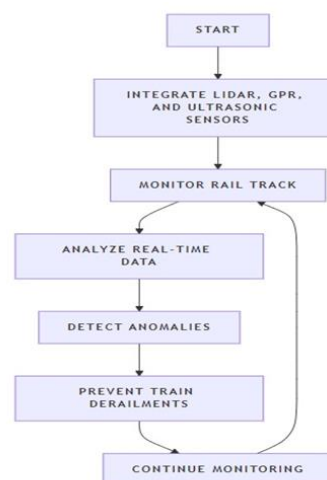 START
INTEGRATE LIDAR, GPR,
AND ULTRASONIC
SENSORS
MONITOR RAIL TRACK
ANALYZE REAL-TIME
DATA
DETECT ANOMALIES
PREVENT TRAIN
DERAILMENTS
CONTINUE MONITORING